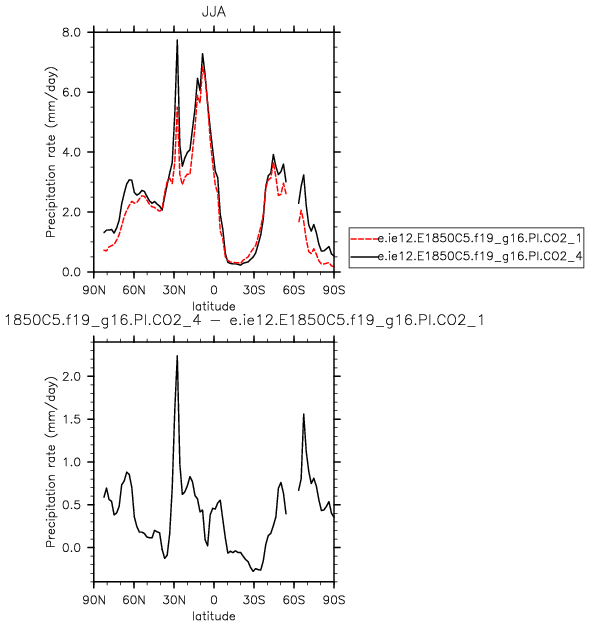 JJA
8.0
6.0
4.0
2.0
0.0
Precipitation rate (mm/day)
90N 60N 30N 0 30S 60S 90S
latitude
e.ie12.E1850C5.f19_g16.PI.CO2_1
e.ie12.E1850C5.f19_g16.PI.CO2_4
1850C5.f19_g16.PI.CO2_4 - e.ie12.E1850C5.f19_g16.PI.CO2_1
2.0
1.5
1.0
0.5
0.0
Precipitation rate (mm/day)
90N 60N 30N 0 30S 60S 90S
latitude